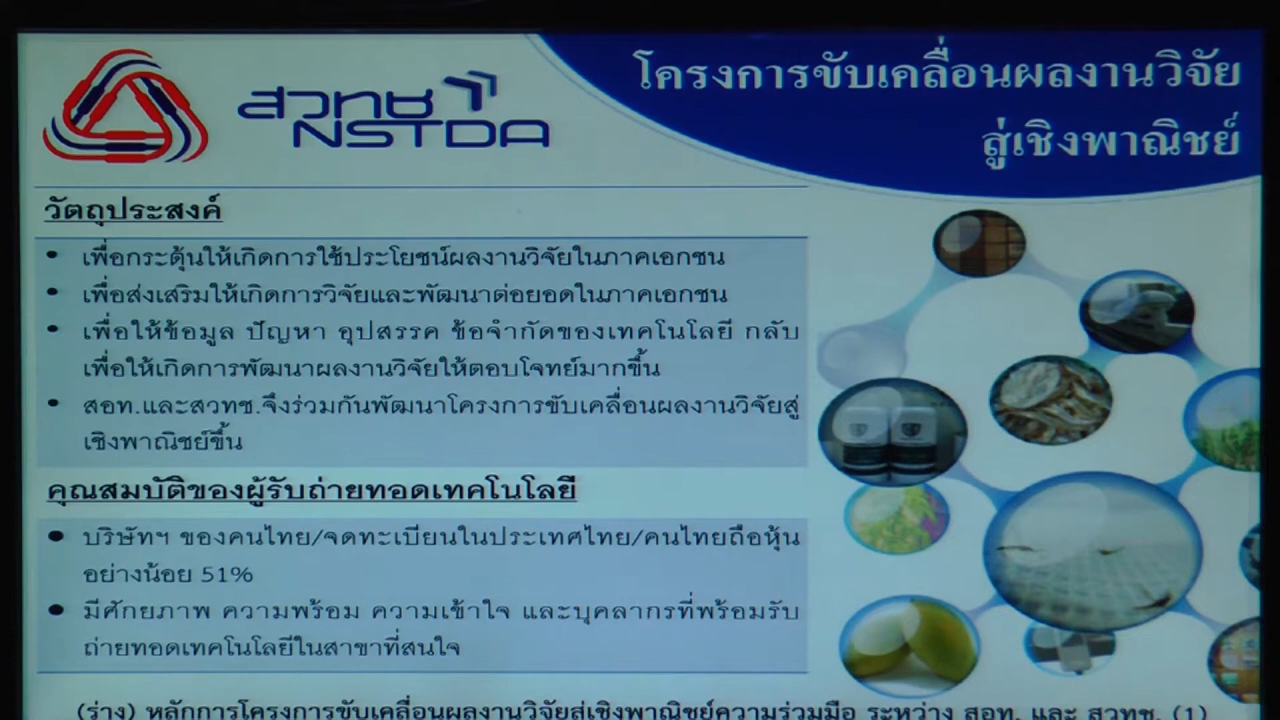 สวทช
NSTDA
โครงการขับเคลื่อนผลงานวิจัย
สู่เชิงพาณิชย์
วัตถุประสงค์
• เพื่อกระตุ้นให้เกิดการใช้ประโยชน์ผลงานวิจัยในภาคเอกชน
• เพื่อส่งเสริมให้เกิดการวิจัยและพัฒนาต่อยอดในภาคเอกชน
• เพื่อให้ข้อมูล ปัญหา อุปสรรค ข้อจำกัดของเทคโนโลยี กลับ
เพื่อให้เกิดการพัฒนาผลงานวิจัยให้ตอบโจทย์มากขึ้น
• สอท.และสวทช.จึงร่วมกันพัฒนาโครงการขับเคลื่อนผลงานวิจัยสู่
เชิงพาณิชย์ขึ้น
คุณสมบัติของผู้รับถ่ายทอดเทคโนโลยี
• บริษัทฯ ของคนไทย/จดทะเบียนในประเทศไทย/คนไทยถือหุ้น
อย่างน้อย 51%
• มีศักยภาพ ความพร้อม ความเข้าใจ และบุคลากรที่พร้อมรับ
ถ่ายทอดเทคโนโลยีในสาขาที่สนใจ
(ร่าง) หลักการโครงการขับเคลื่อนผลงานวิจัยสู่เชิงพาณิชย์ความร่วมมือ ระหว่าง สอท. และ สวทช. (1)